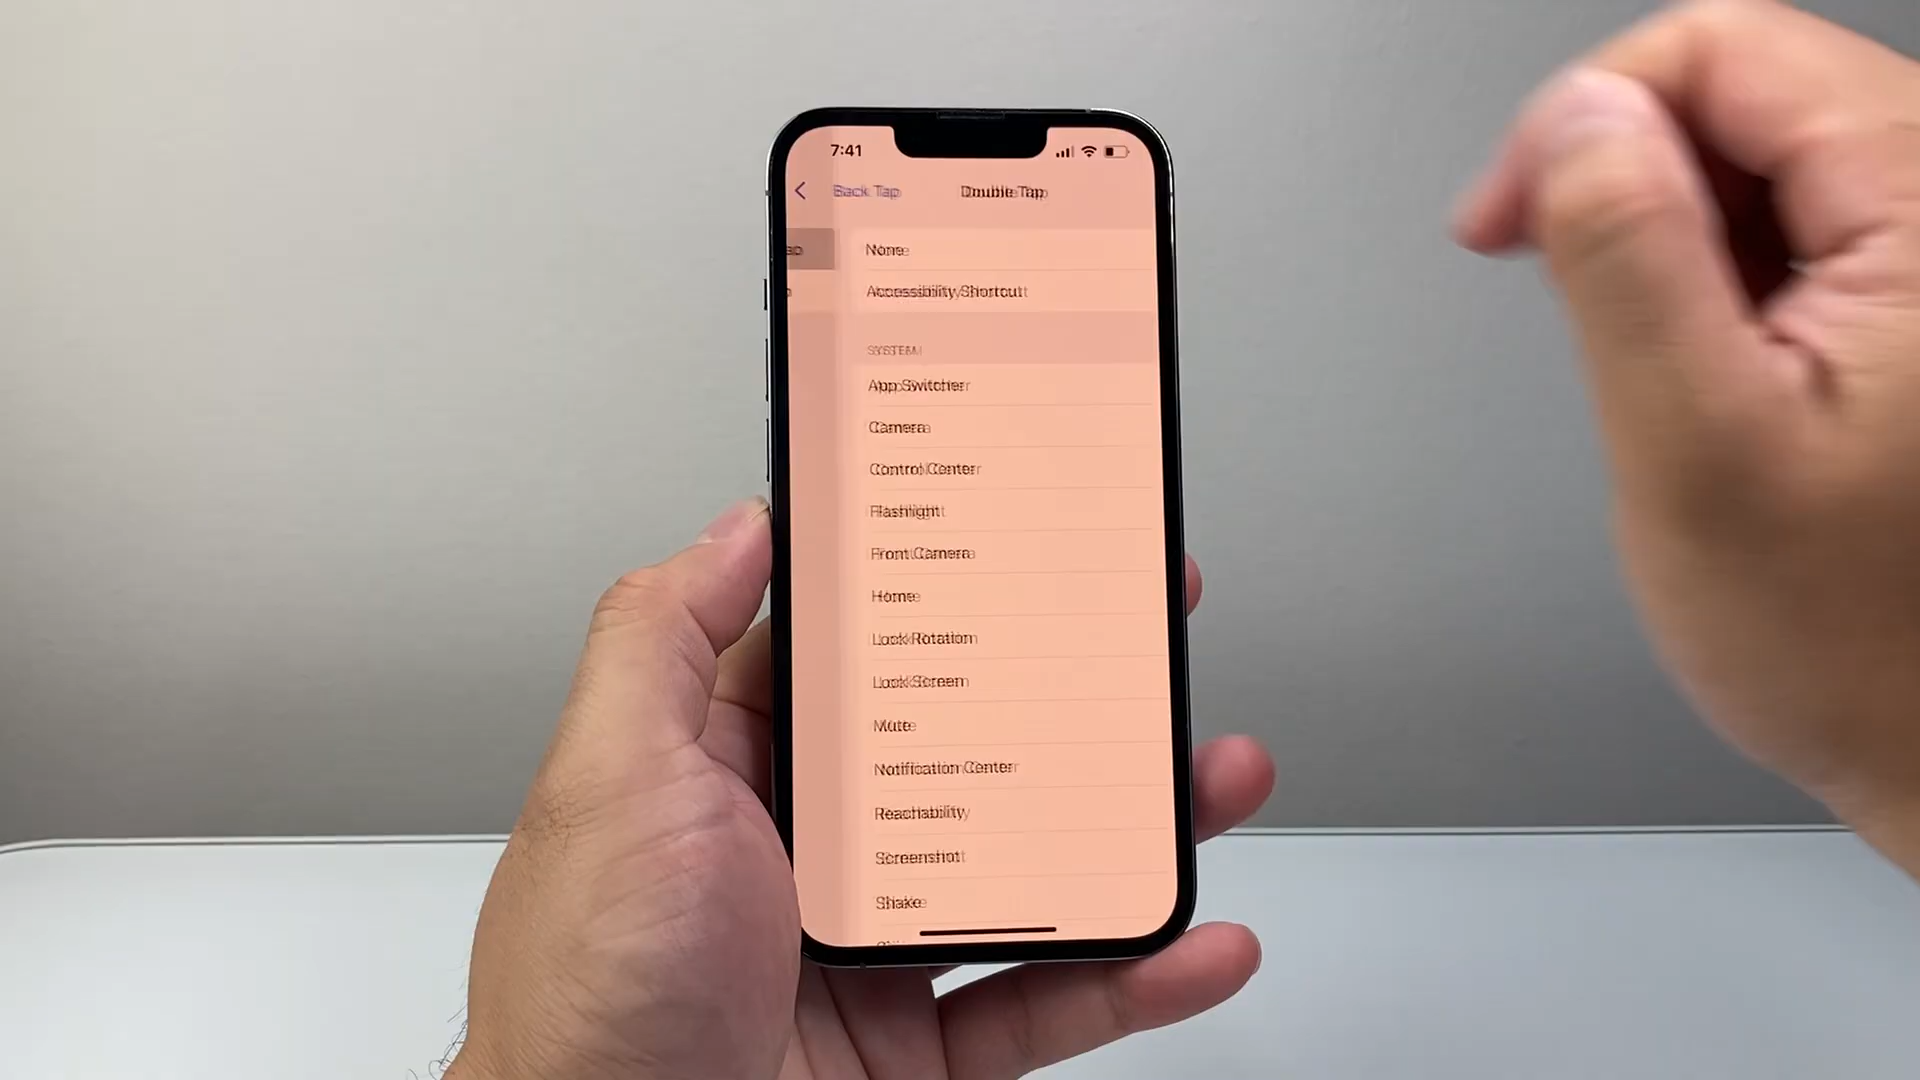 7:41
Back Tap
Double Tap
None
Accessibility Shortcut
SYSTEM
App Switcher
Camera
Control Center
Flashlight
Front Camera
Home
Lock Rotation
Lock Screen
Mute
Notification Center
Reachability
Screenshot
Shake